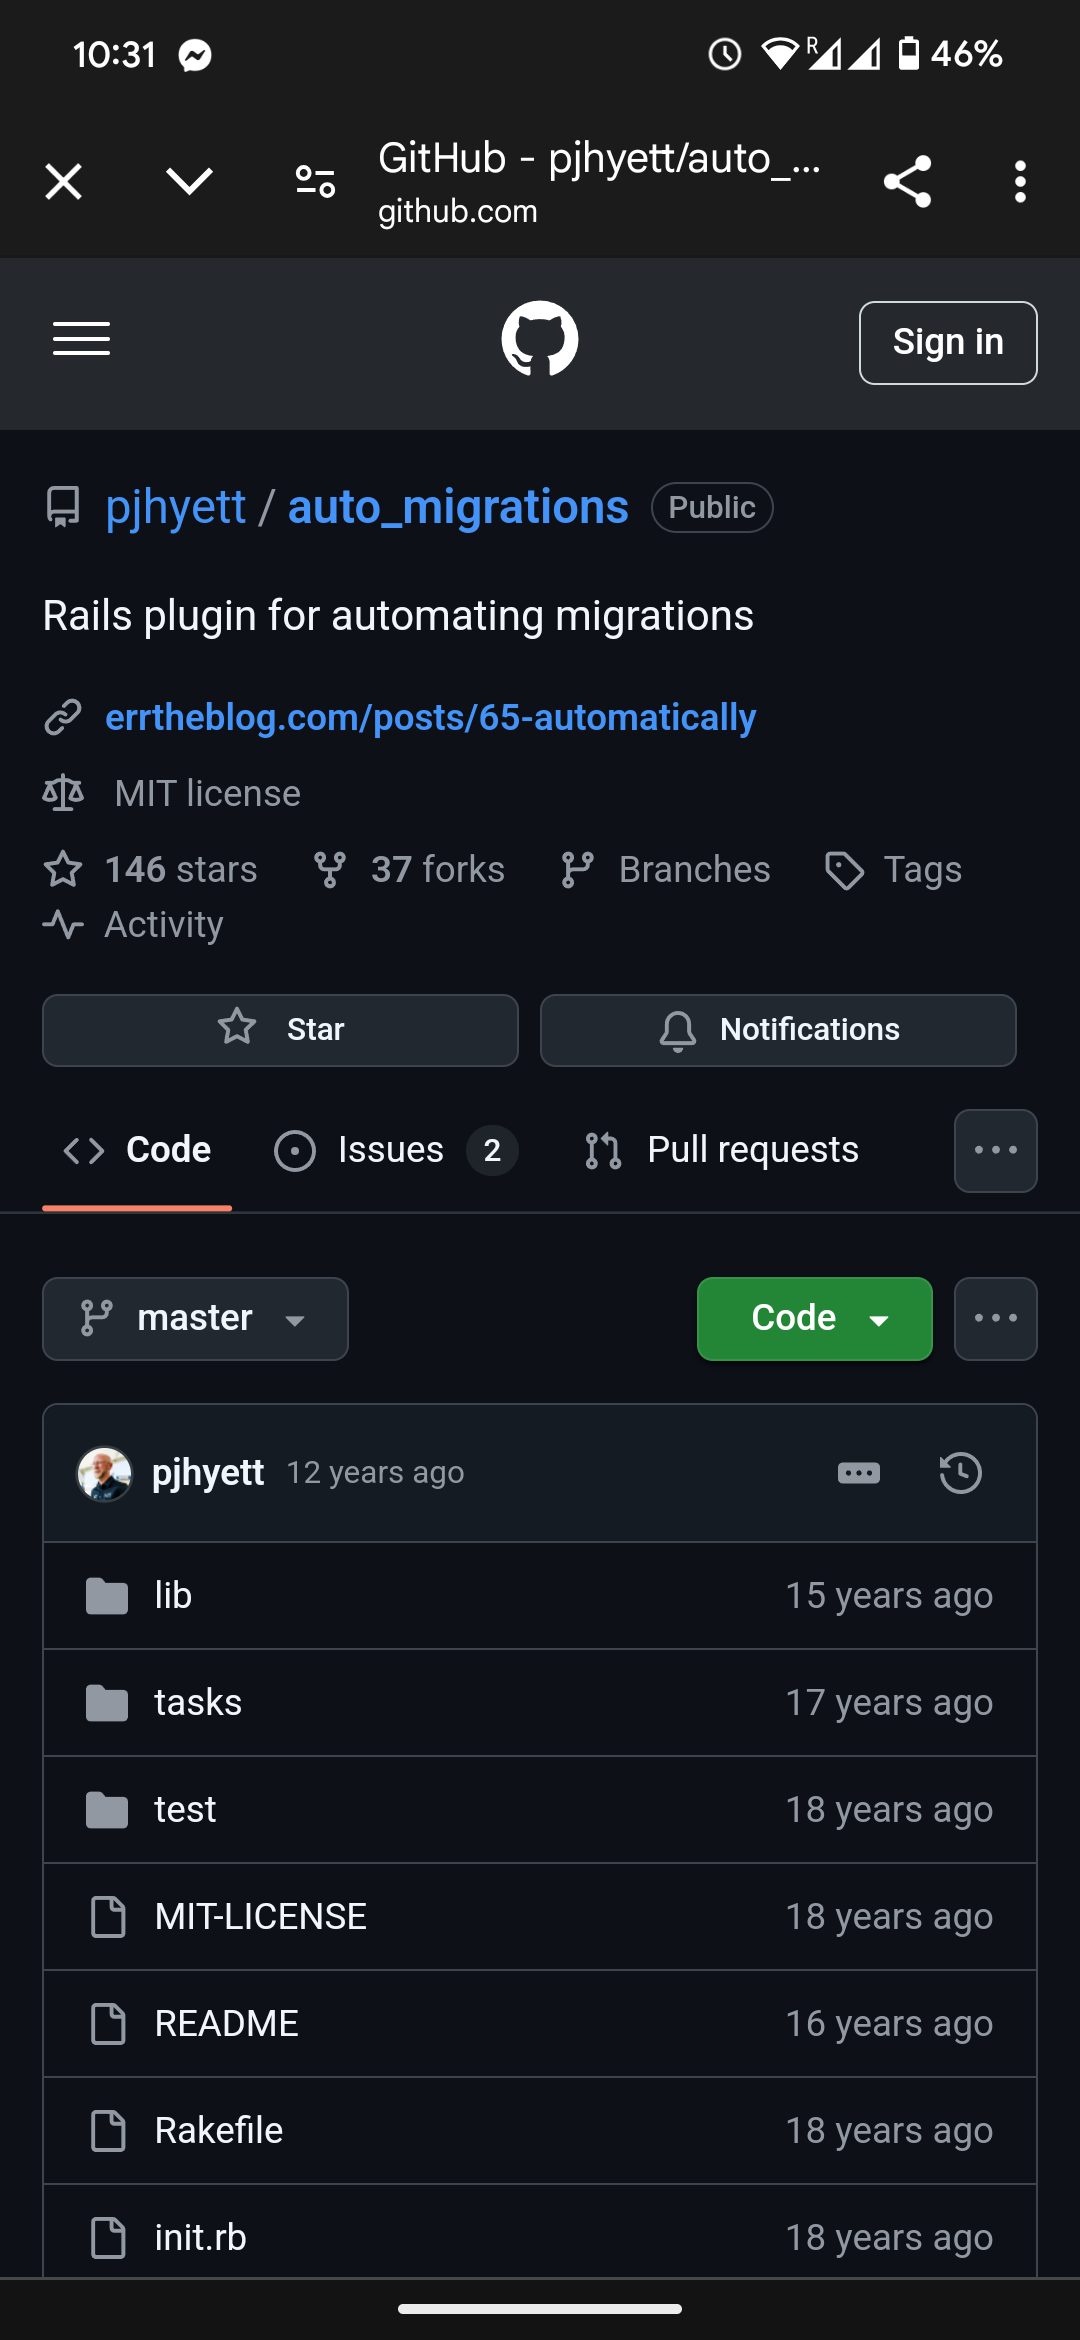 10:31
R 46%
GitHub - pjhyett/auto_...
github.com
Sign in
pjhyett / auto_migrations Public
Rails plugin for automating migrations
errtheblog.com/posts/65-automatically
MIT license
146 stars 37 forks Branches Tags
Activity
Star Notifications
Code Issues 2 Pull requests
master Code
pjhyett 12 years ago
lib 15 years ago
tasks 17 years ago
test 18 years ago
MIT-LICENSE 18 years ago
README 16 years ago
Rakefile 18 years ago
init.rb 18 years ago